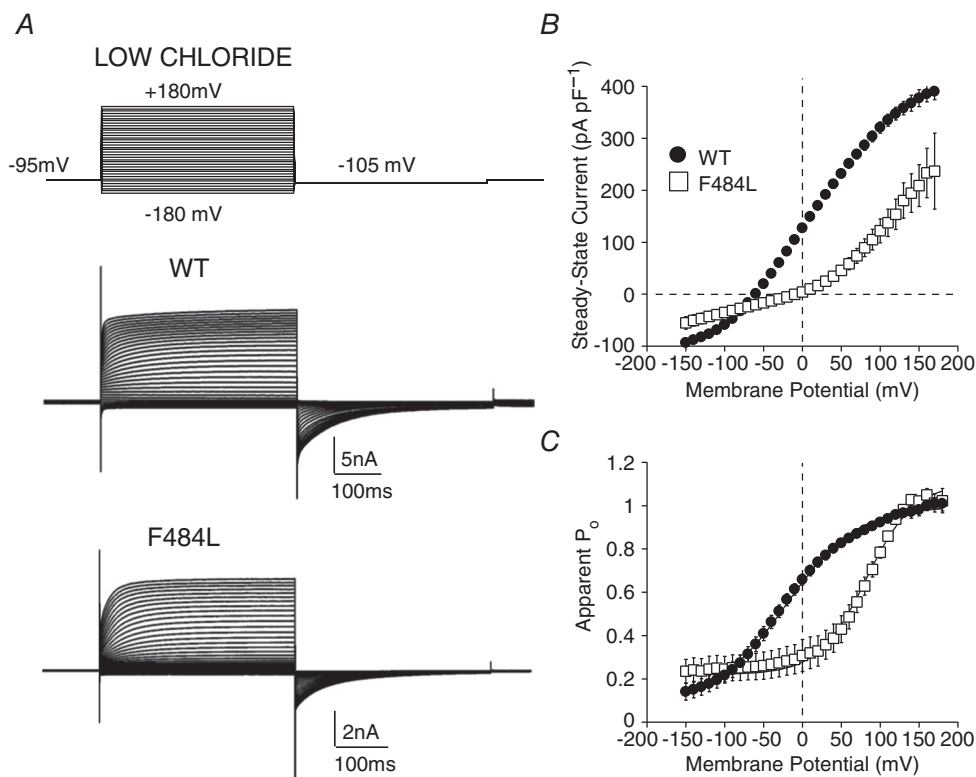 A
LOW CHLORIDE
+180mV
-95mV
-105 mV
-180 mV
WT
5nA
100ms
F484L
2nA
100ms
B
Steady-State Current (pA pF⁻¹)
400
300
200
100
0
-100
WT
F484L
-200 -150 -100 -50 0 50 100 150 200
Membrane Potential (mV)
C
Apparent Pₒ
1.2
1
0.8
0.6
0.4
0.2
0
-200 -150 -100 -50 0 50 100 150 200
Membrane Potential (mV)